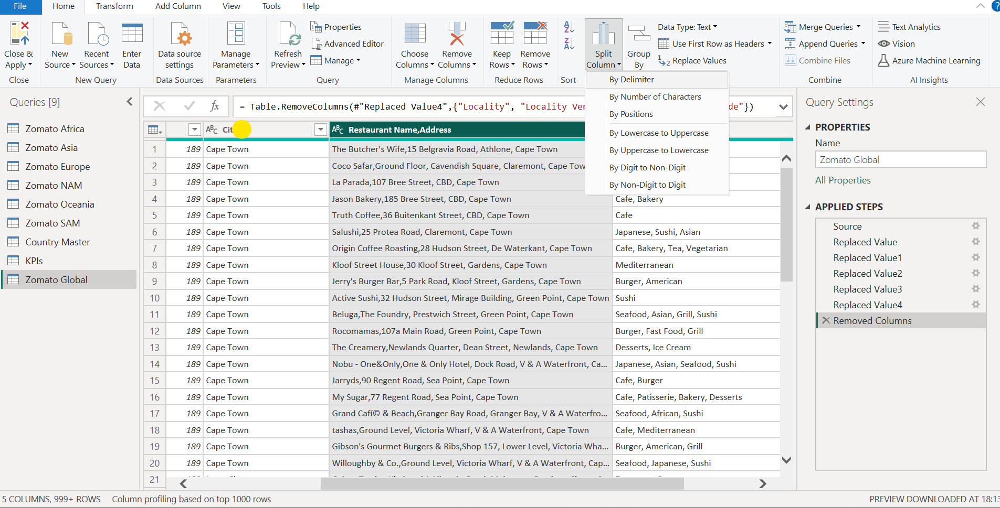 File Home Transform Add Column View Tools Help
Close & Apply
New Source
Recent Sources
Enter Data
Data source settings
Manage Parameters
Refresh Preview
Properties
Advanced Editor
Manage
Choose Columns
Remove Columns
Keep Rows
Remove Rows
Split Column
Group By
Data Type: Text
Use First Row as Headers
Replace Values
Merge Queries
Append Queries
Combine Files
Text Analytics
Vision
Azure Machine Learning
Close New Query Data Sources Parameters Query Manage Columns Reduce Rows Sort Combine AI Insights
By Delimiter
By Number of Characters
By Positions
By Lowercase to Uppercase
By Uppercase to Lowercase
By Digit to Non-Digit
By Non-Digit to Digit
Queries [9]
Zomato Africa
Zomato Asia
Zomato Europe
Zomato NAM
Zomato Oceania
Zomato SAM
Country Master
KPIs
Zomato Global
fx = Table.RemoveColumns(#"Replaced Value4",{"Locality", "Locality Ver de"})
ABC Cit ABC Restaurant Name,Address
1 189 Cape Town The Butcher's Wife,15 Belgravia Road, Athlone, Cape Town
2 189 Cape Town Coco Safar,Ground Floor, Cavendish Square, Claremont, Cape Tow
3 189 Cape Town La Parada,107 Bree Street, CBD, Cape Town
4 189 Cape Town Jason Bakery,185 Bree Street, CBD, Cape Town Cafe, Bakery
5 189 Cape Town Truth Coffee,36 Buitenkant Street, CBD, Cape Town Cafe
6 189 Cape Town Salushi,25 Protea Road, Claremont, Cape Town Japanese, Sushi, Asian
7 189 Cape Town Origin Coffee Roasting,28 Hudson Street, De Waterkant, Cape Town Cafe, Bakery, Tea, Vegetarian
8 189 Cape Town Kloof Street House,30 Kloof Street, Gardens, Cape Town Mediterranean
9 189 Cape Town Jerry's Burger Bar,5 Park Road, Kloof Street, Gardens, Cape Town Burger, American
10 189 Cape Town Active Sushi,32 Hudson Street, Mirage Building, Green Point, Cape Town Sushi
11 189 Cape Town Beluga,The Foundry, Prestwich Street, Green Point, Cape Town Seafood, Asian, Grill, Sushi
12 189 Cape Town Rocomamas,107a Main Road, Green Point, Cape Town Burger, Fast Food, Grill
13 189 Cape Town The Creamery,Newlands Quarter, Dean Street, Newlands, Cape Town Desserts, Ice Cream
14 189 Cape Town Nobu - One&Only,One & Only Hotel, Dock Road, V & A Waterfront, Ca... Japanese, Asian, Seafood, Sushi
15 189 Cape Town Jarryds,90 Regent Road, Sea Point, Cape Town Cafe, Burger
16 189 Cape Town My Sugar,77 Regent Road, Sea Point, Cape Town Cafe, Patisserie, Bakery, Desserts
17 189 Cape Town Grand Cafí© & Beach,Granger Bay Road, Granger Bay, V & A Waterfro... Seafood, African, Sushi
18 189 Cape Town tashas,Ground Level, Victoria Wharf, V & A Waterfront, Cape Town Cafe, Mediterranean
19 189 Cape Town Gibson's Gourmet Burgers & Ribs,Shop 157, Lower Level, Victoria Wha... Burger, American, Grill
20 189 Cape Town Willoughby & Co.,Ground Level, Victoria Wharf, V & A Waterfront, Cap... Seafood, Japanese, Sushi
21
Query Settings
PROPERTIES
Name
Zomato Global
All Properties
APPLIED STEPS
Source
Replaced Value
Replaced Value1
Replaced Value2
Replaced Value3
Replaced Value4
Removed Columns
5 COLUMNS, 999+ ROWS Column profiling based on top 1000 rows PREVIEW DOWNLOADED AT 18:13